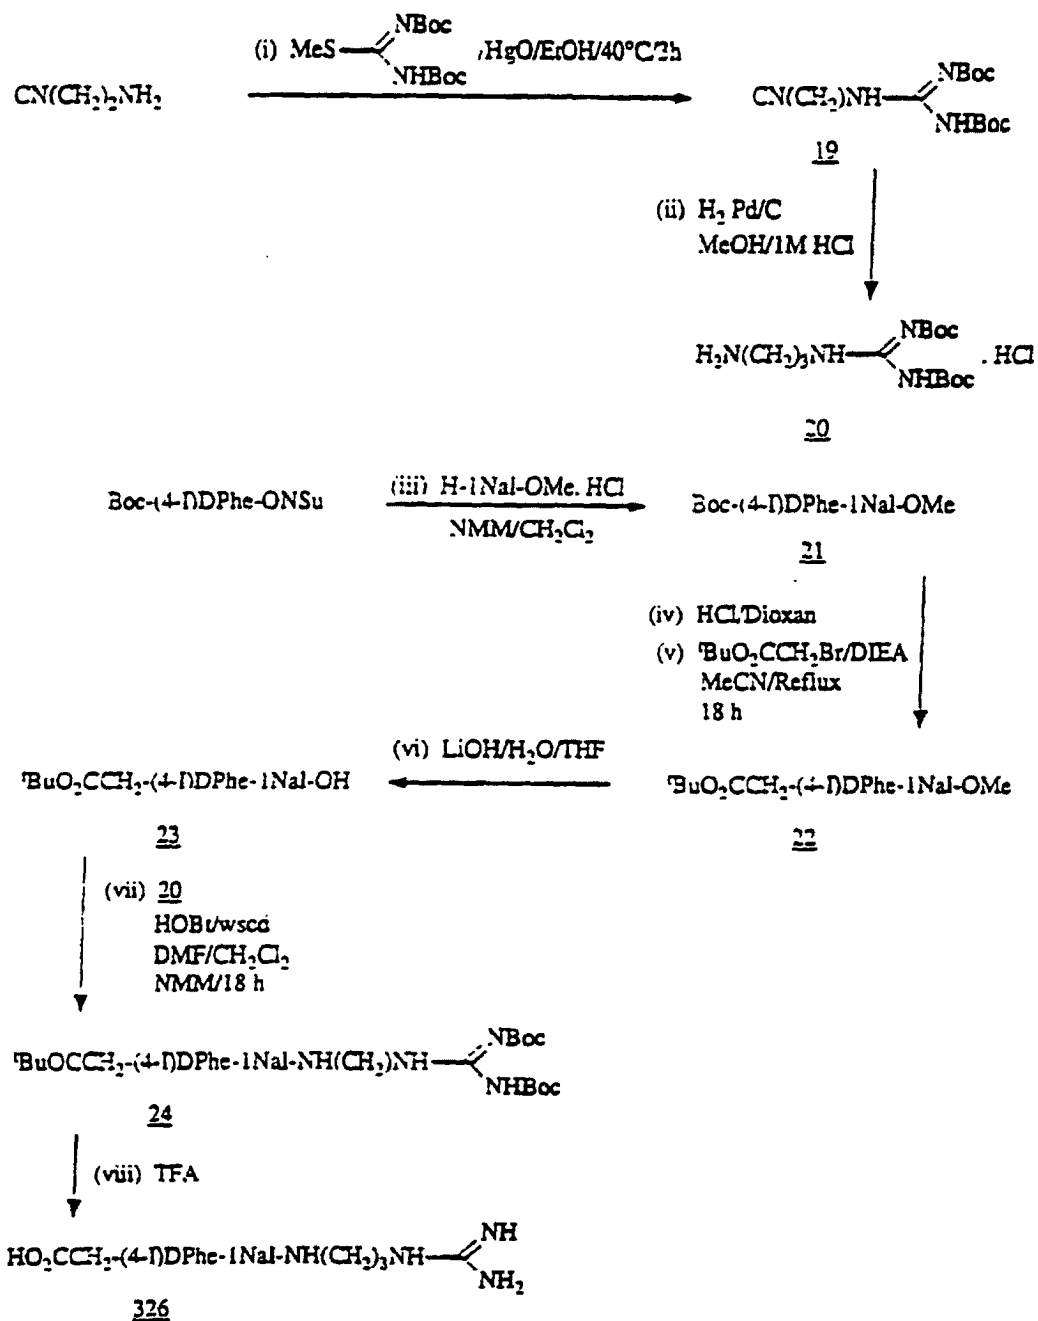 (i) MeS NBoc NHBoc /HgO/EtOH/40°C/2h
CN(CH₂)₂NH₂
CN(CH₂)NH NBoc NHBoc
19
(ii) H₂ Pd/C
MeOH/1M HCl
H₂N(CH₂)₃NH NBoc NHBoc . HCl
20
Boc-(4-I)DPhe-ONSu
(iii) H-1Nal-OMe. HCl
NMM/CH₂Cl₂
Boc-(4-I)DPhe-1Nal-OMe
21
(iv) HCl/Dioxan
(v) ᵗBuO₂CCH₂Br/DIEA
MeCN/Reflux
18 h
(vi) LiOH/H₂O/THF
ᵗBuO₂CCH₂-(4-I)DPhe-1Nal-OH
ᵗBuO₂CCH₂-(4-I)DPhe-1Nal-OMe
23
22
(vii) 20
HOBt/wscd
DMF/CH₂Cl₂
NMM/18 h
ᵗBuOCCH₂-(4-I)DPhe-1Nal-NH(CH₂)NH NBoc NHBoc
24
(viii) TFA
HO₂CCH₂-(4-I)DPhe-1Nal-NH(CH₂)₃NH NH NH₂
326